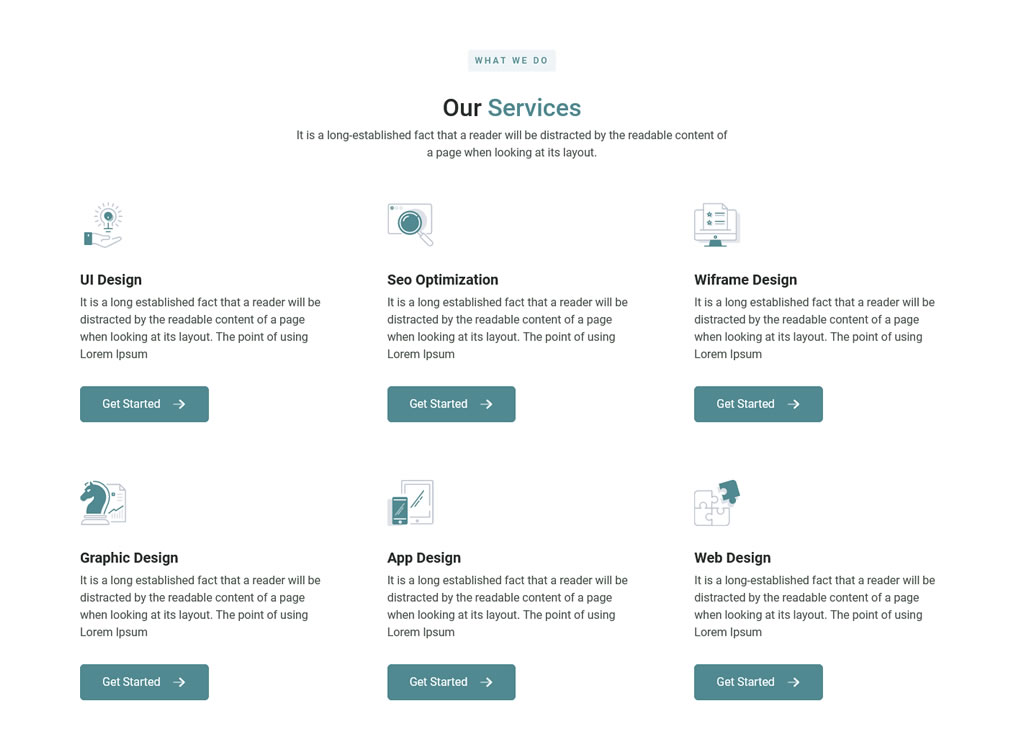 WHAT WE DO
Our Services
It is a long-established fact that a reader will be distracted by the readable content of
a page when looking at its layout.
UI Design
It is a long established fact that a reader will be
distracted by the readable content of a page
when looking at its layout. The point of using
Lorem Ipsum
Get Started
Seo Optimization
It is a long established fact that a reader will be
distracted by the readable content of a page
when looking at its layout. The point of using
Lorem Ipsum
Get Started
Wiframe Design
It is a long established fact that a reader will be
distracted by the readable content of a page
when looking at its layout. The point of using
Lorem Ipsum
Get Started
Graphic Design
It is a long established fact that a reader will be
distracted by the readable content of a page
when looking at its layout. The point of using
Lorem Ipsum
Get Started
App Design
It is a long established fact that a reader will be
distracted by the readable content of a page
when looking at its layout. The point of using
Lorem Ipsum
Get Started
Web Design
It is a long-established fact that a reader will be
distracted by the readable content of a page
when looking at its layout. The point of using
Lorem Ipsum
Get Started